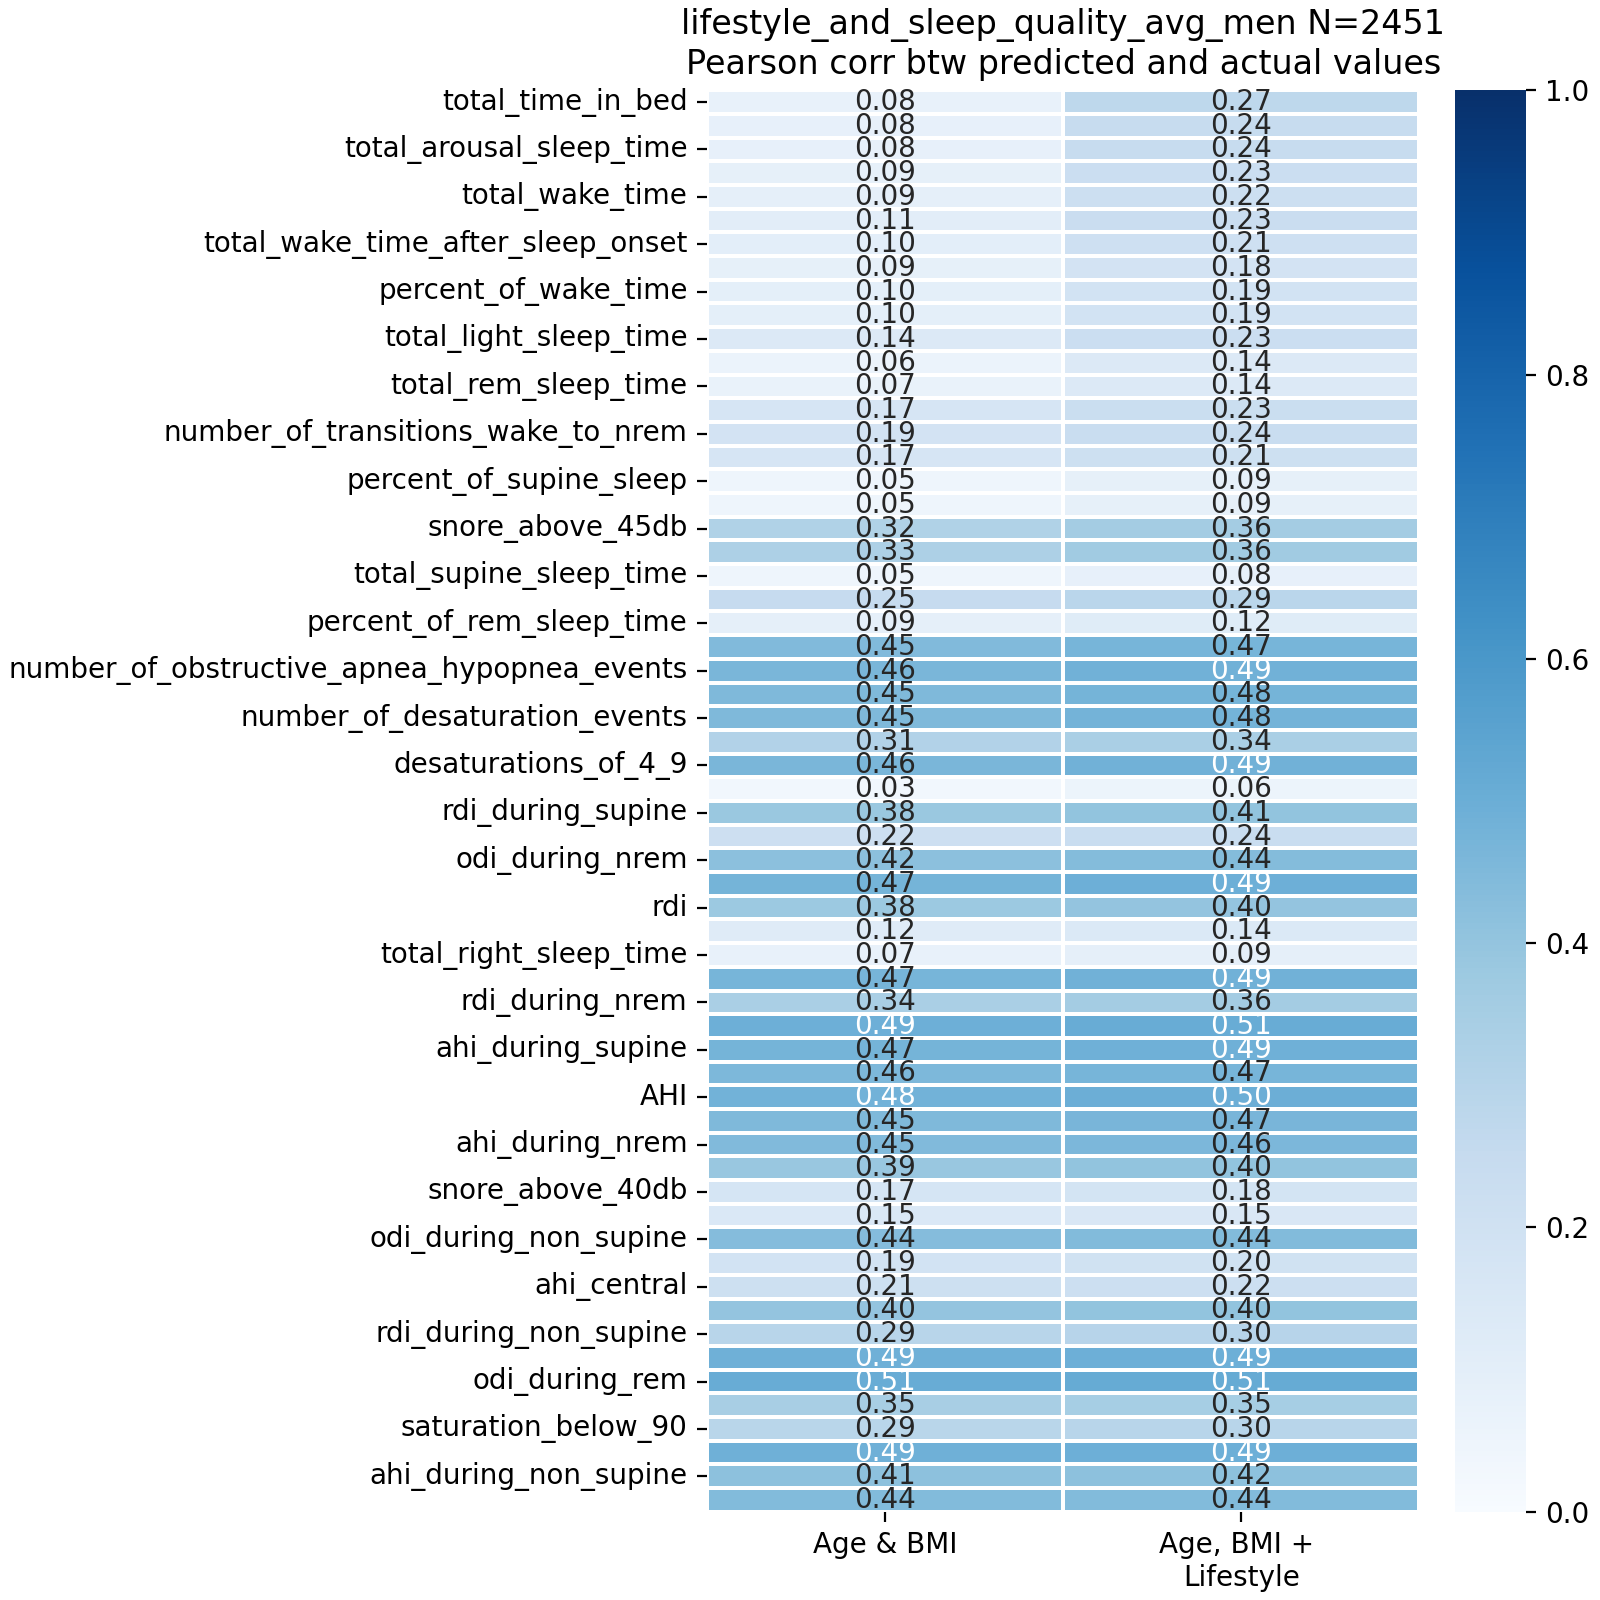 lifestyle_and_sleep_quality_avg_men N=2451
Pearson corr btw predicted and actual values
total_time_in_bed 0.08 0.27
0.08 0.24
total_arousal_sleep_time 0.08 0.24
0.09 0.23
total_wake_time 0.09 0.22
0.11 0.23
total_wake_time_after_sleep_onset 0.10 0.21
0.09 0.18
percent_of_wake_time 0.10 0.19
0.10 0.19
total_light_sleep_time 0.14 0.23
0.06 0.14
total_rem_sleep_time 0.07 0.14
0.17 0.23
number_of_transitions_wake_to_nrem 0.19 0.24
0.17 0.21
percent_of_supine_sleep 0.05 0.09
0.05 0.09
snore_above_45db 0.32 0.36
0.33 0.36
total_supine_sleep_time 0.05 0.08
0.25 0.29
percent_of_rem_sleep_time 0.09 0.12
0.45 0.47
number_of_obstructive_apnea_hypopnea_events 0.46 0.49
0.45 0.48
number_of_desaturation_events 0.45 0.48
0.31 0.34
desaturations_of_4_9 0.46 0.49
0.03 0.06
rdi_during_supine 0.38 0.41
0.22 0.24
odi_during_nrem 0.42 0.44
0.47 0.49
rdi 0.38 0.40
0.12 0.14
total_right_sleep_time 0.07 0.09
0.47 0.49
rdi_during_nrem 0.34 0.36
0.49 0.51
ahi_during_supine 0.47 0.49
0.46 0.47
AHI 0.48 0.50
0.45 0.47
ahi_during_nrem 0.45 0.46
0.39 0.40
snore_above_40db 0.17 0.18
0.15 0.15
odi_during_non_supine 0.44 0.44
0.19 0.20
ahi_central 0.21 0.22
0.40 0.40
rdi_during_non_supine 0.29 0.30
0.49 0.49
odi_during_rem 0.51 0.51
0.35 0.35
saturation_below_90 0.29 0.30
0.49 0.49
ahi_during_non_supine 0.41 0.42
0.44 0.44
Age & BMI
Age, BMI +
Lifestyle
1.0
0.8
0.6
0.4
0.2
0.0